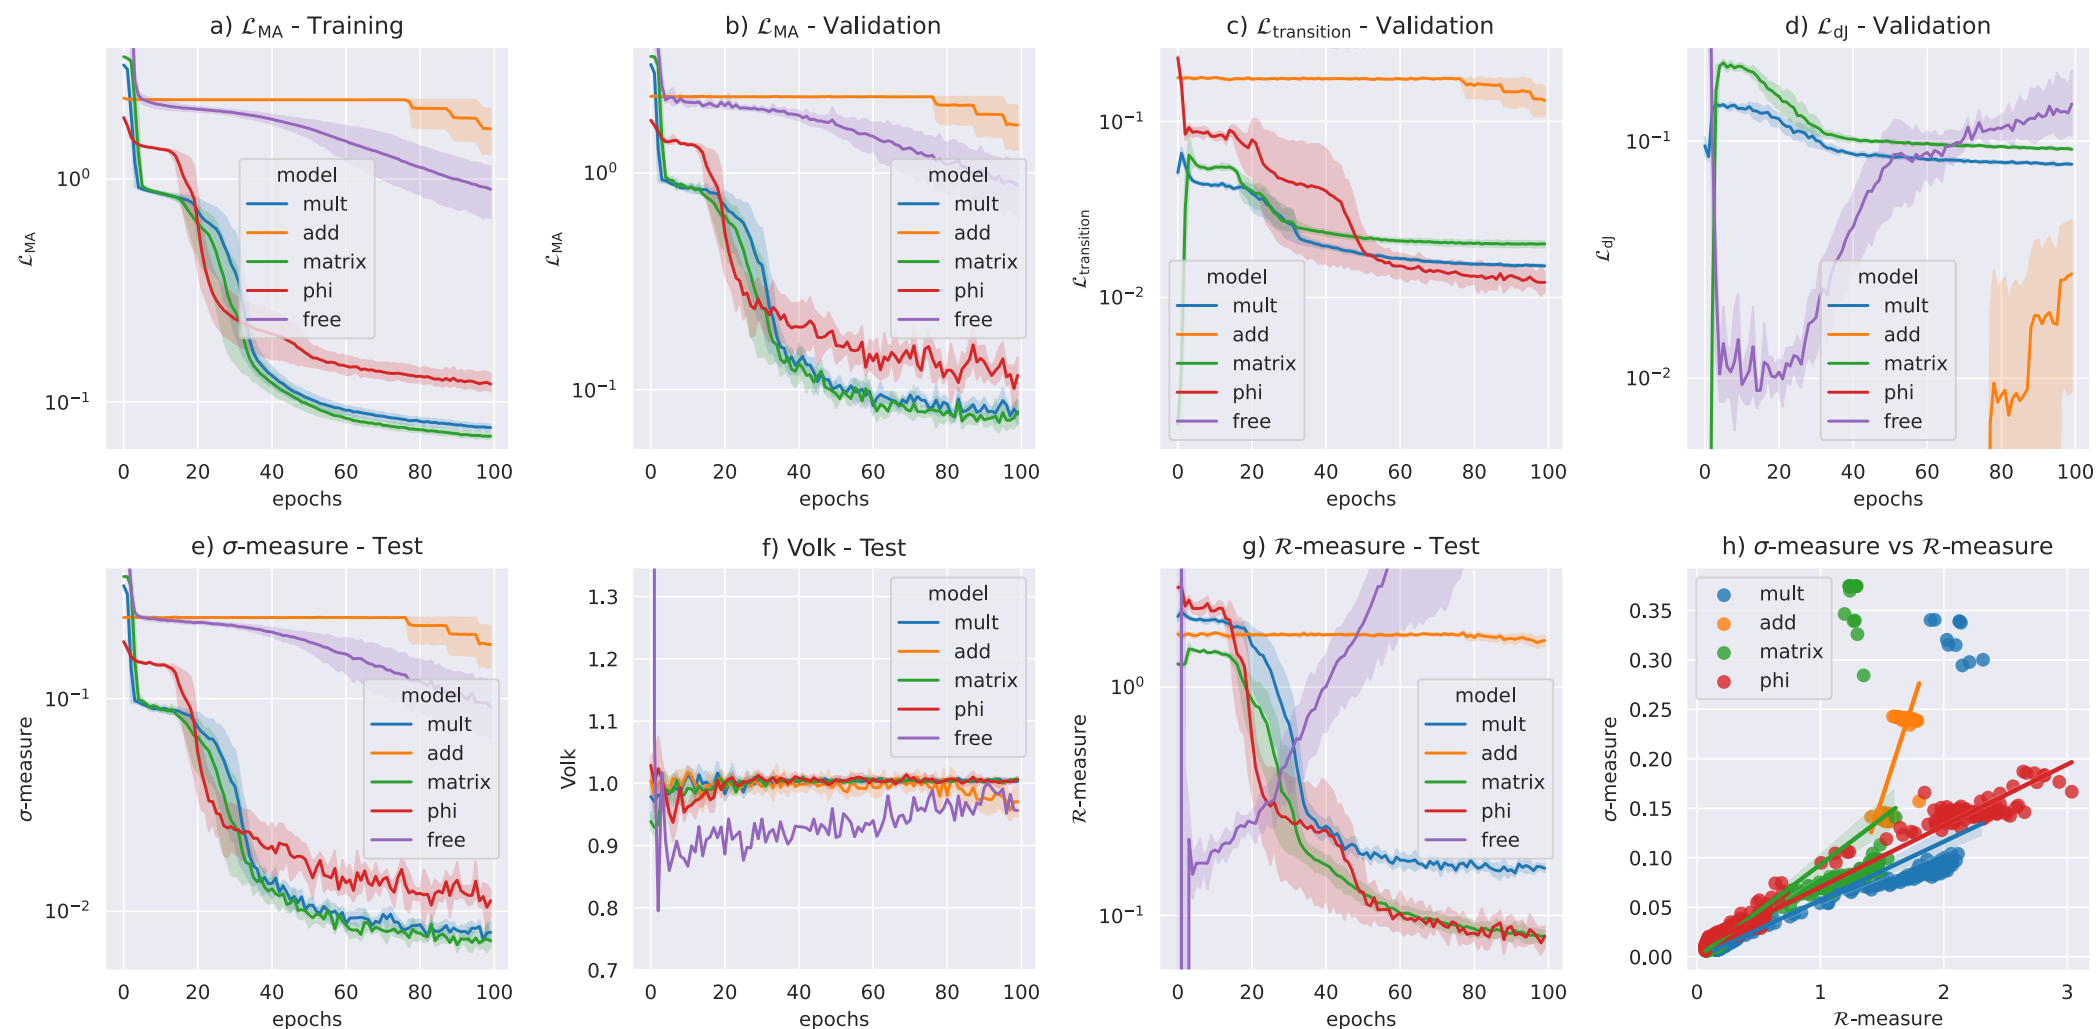 a) ℒ_MA - Training
b) ℒ_MA - Validation
c) ℒ_transition - Validation
d) ℒ_dJ - Validation
ℒ_MA
10⁰
10⁻¹
model
mult
add
matrix
phi
free
0 20 40 60 80 100
epochs
ℒ_MA
10⁰
10⁻¹
model
mult
add
matrix
phi
free
0 20 40 60 80 100
epochs
ℒ_transition
10⁻¹
10⁻²
model
mult
add
matrix
phi
free
0 20 40 60 80 100
epochs
ℒ_dJ
10⁻¹
10⁻²
model
mult
add
matrix
phi
free
0 20 40 60 80 100
epochs
e) σ-measure - Test
f) Volk - Test
g) ℛ-measure - Test
h) σ-measure vs ℛ-measure
σ-measure
10⁻¹
10⁻²
model
mult
add
matrix
phi
free
0 20 40 60 80 100
epochs
Volk
1.3
1.2
1.1
1.0
0.9
0.8
0.7
model
mult
add
matrix
phi
free
0 20 40 60 80 100
epochs
ℛ-measure
10⁰
10⁻¹
model
mult
add
matrix
phi
free
0 20 40 60 80 100
epochs
σ-measure
0.35
0.30
0.25
0.20
0.15
0.10
0.05
0.00
mult
add
matrix
phi
0 1 2 3
ℛ-measure